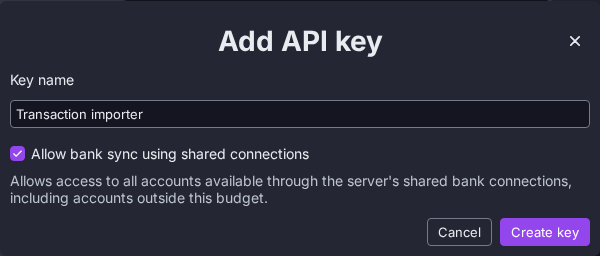 Add API key
Key name
Transaction importer
Allow bank sync using shared connections
Allows access to all accounts available through the server's shared bank connections,
including accounts outside this budget.
Cancel
Create key